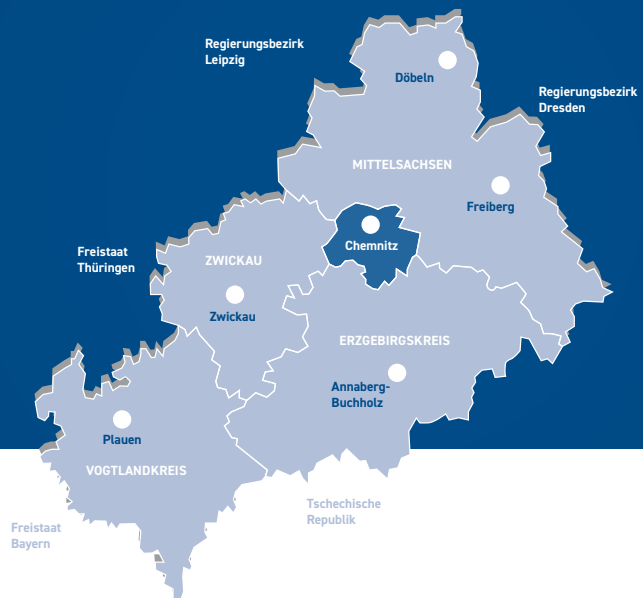 Regierungsbezirk
Leipzig
Döbeln
Regierungsbezirk
Dresden
MITTELSACHSEN
Freiberg
Chemnitz
Freistaat
Thüringen
ZWICKAU
Zwickau
ERZGEBIRGSKREIS
Annaberg-
Buchholz
Plauen
VOGTLANDKREIS
Tschechische
Republik
Freistaat
Bayern